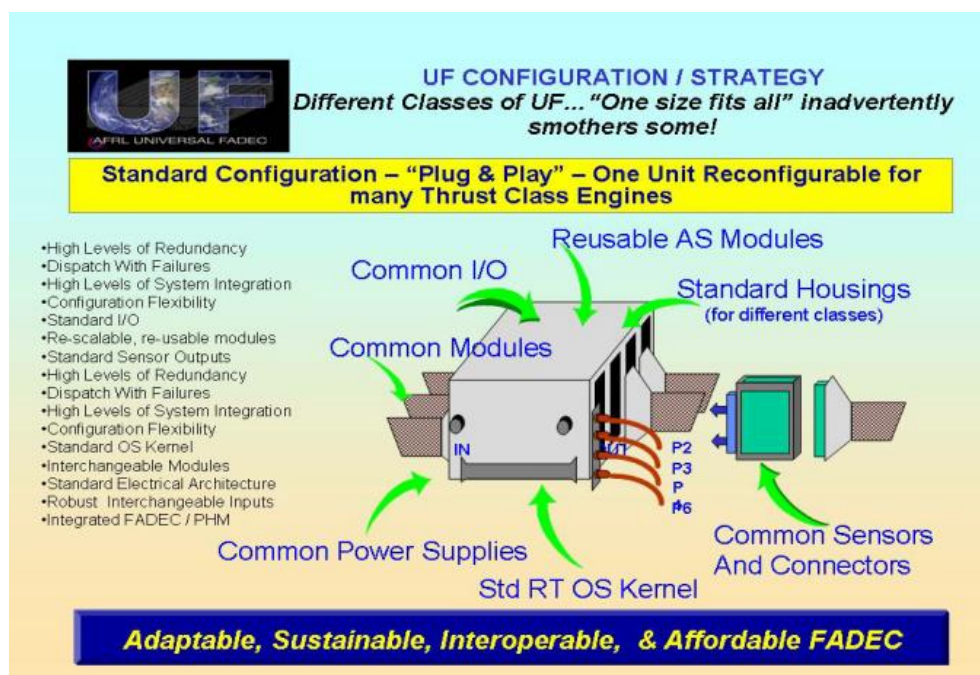 UF
AFRL UNIVERSAL FADEC
UF CONFIGURATION / STRATEGY
Different Classes of UF... “One size fits all” inadvertently
smothers some!
Standard Configuration – “Plug & Play” – One Unit Reconfigurable for
many Thrust Class Engines
•High Levels of Redundancy
•Dispatch With Failures
•High Levels of System Integration
•Configuration Flexibility
•Standard I/O
•Re-scalable, re-usable modules
•Standard Sensor Outputs
•High Levels of Redundancy
•Dispatch With Failures
•High Levels of System Integration
•Configuration Flexibility
•Standard OS Kernel
•Interchangeable Modules
•Standard Electrical Architecture
•Robust Interchangeable Inputs
•Integrated FADEC / PHM
Reusable AS Modules
Common I/O
Standard Housings
(for different classes)
Common Modules
IN
P2
P3
P
4
P6
Common Power Supplies
Std RT OS Kernel
Common Sensors
And Connectors
Adaptable, Sustainable, Interoperable, & Affordable FADEC